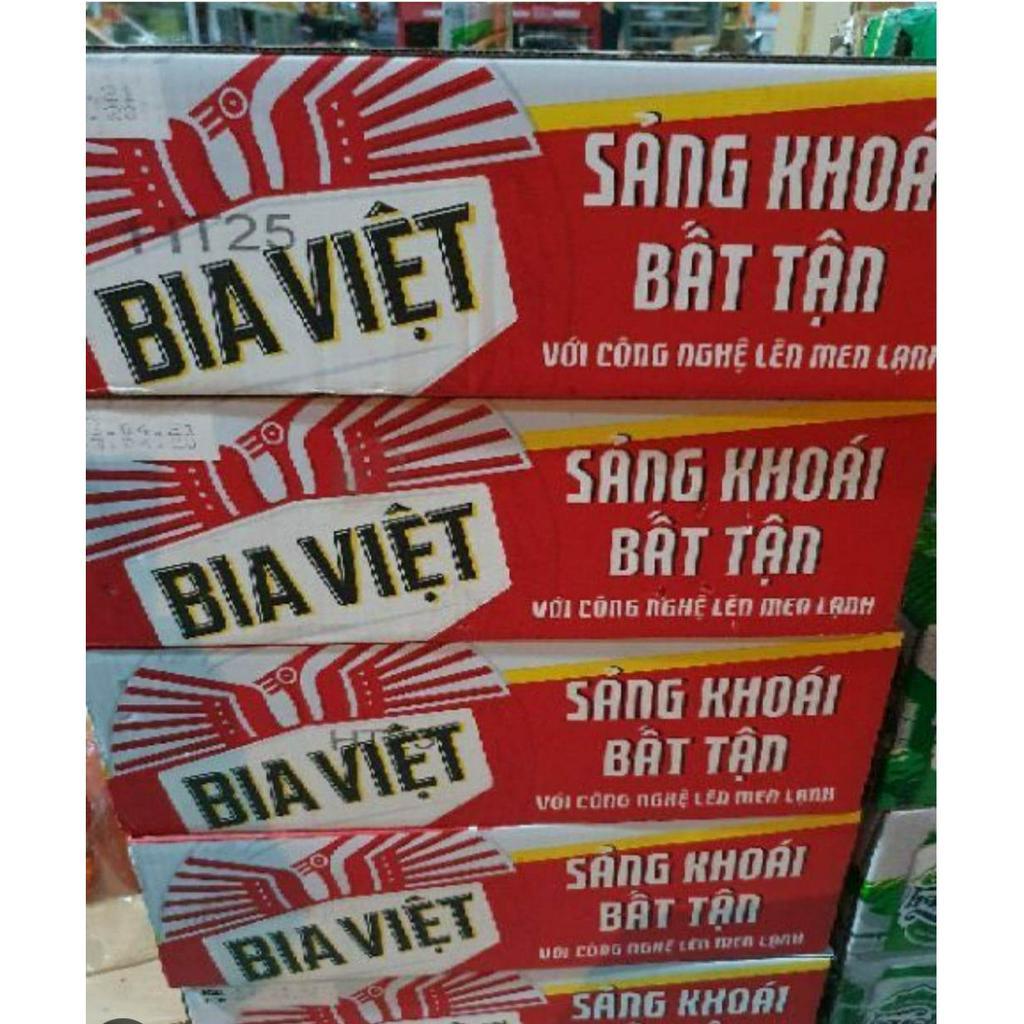 HT25
BIA VIỆT
SẢNG KHOÁ
BẤT TẬN
VỚI CÔNG NGHỆ LÊN MEN LẠNH
BIA VIỆT
SẢNG KHOÁI
BẤT TẬN
VỚI CÔNG NGHỆ LÊN MEN LẠNH
BIA VIỆT
SẢNG KHOÁI
BẤT TẬN
VỚI CÔNG NGHỆ LÊN MEN LẠNH
BIA VIỆT
SẢNG KHOÁI
BẤT TẬN
VỚI CÔNG NGHỆ LÊN MEN LẠNH
SẢNG KHOÁI